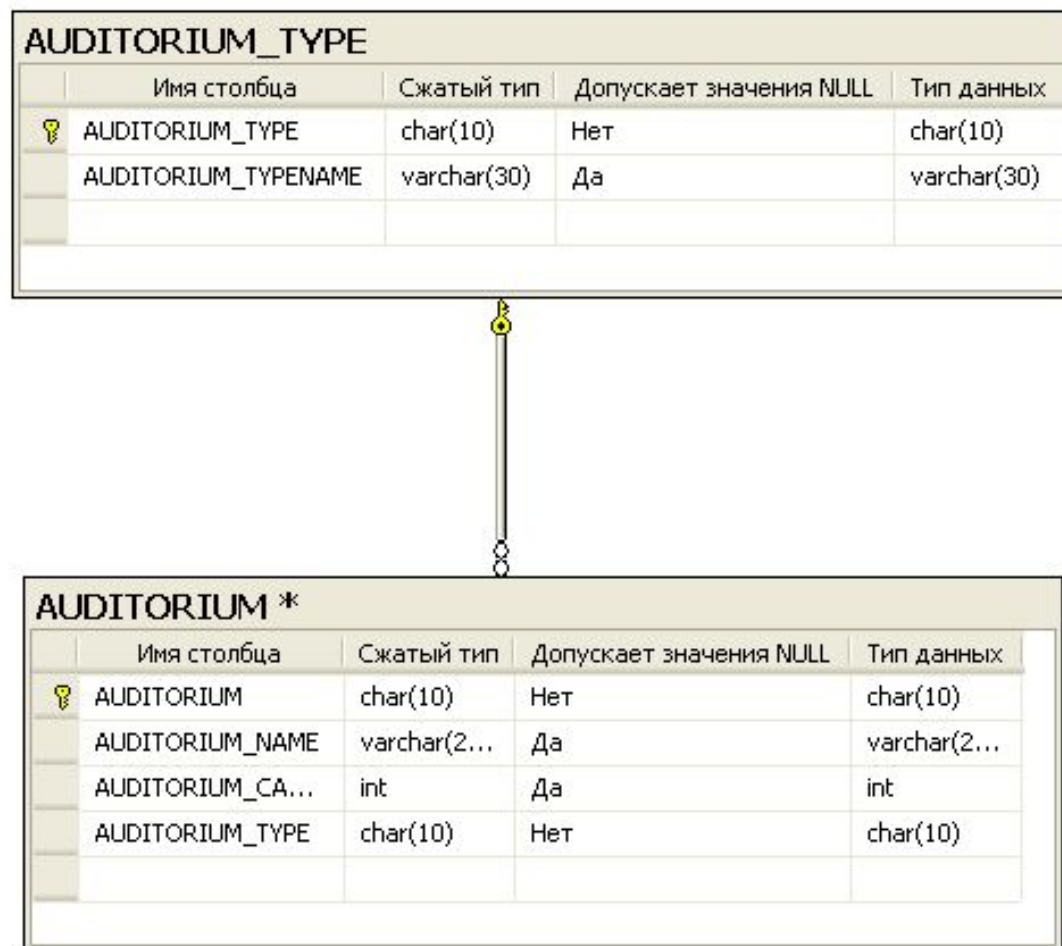 AUDITORIUM_TYPE
Имя столбца Сжатый тип Допускает значения NULL Тип данных
AUDITORIUM_TYPE char(10) Нет char(10)
AUDITORIUM_TYPENAME varchar(30) Да varchar(30)
AUDITORIUM *
Имя столбца Сжатый тип Допускает значения NULL Тип данных
AUDITORIUM char(10) Нет char(10)
AUDITORIUM_NAME varchar(2... Да varchar(2...
AUDITORIUM_CA... int Да int
AUDITORIUM_TYPE char(10) Нет char(10)